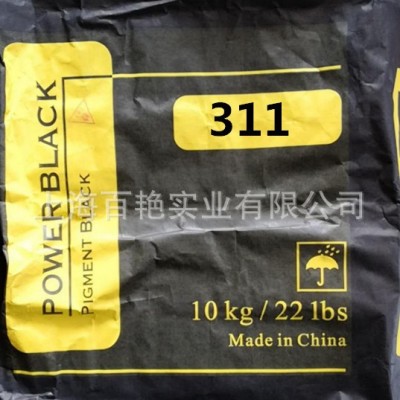 POWER BLACK
PIGMENT BLACK
311
上海百艳实业有限公司
10 kg / 22 lbs
Made in China